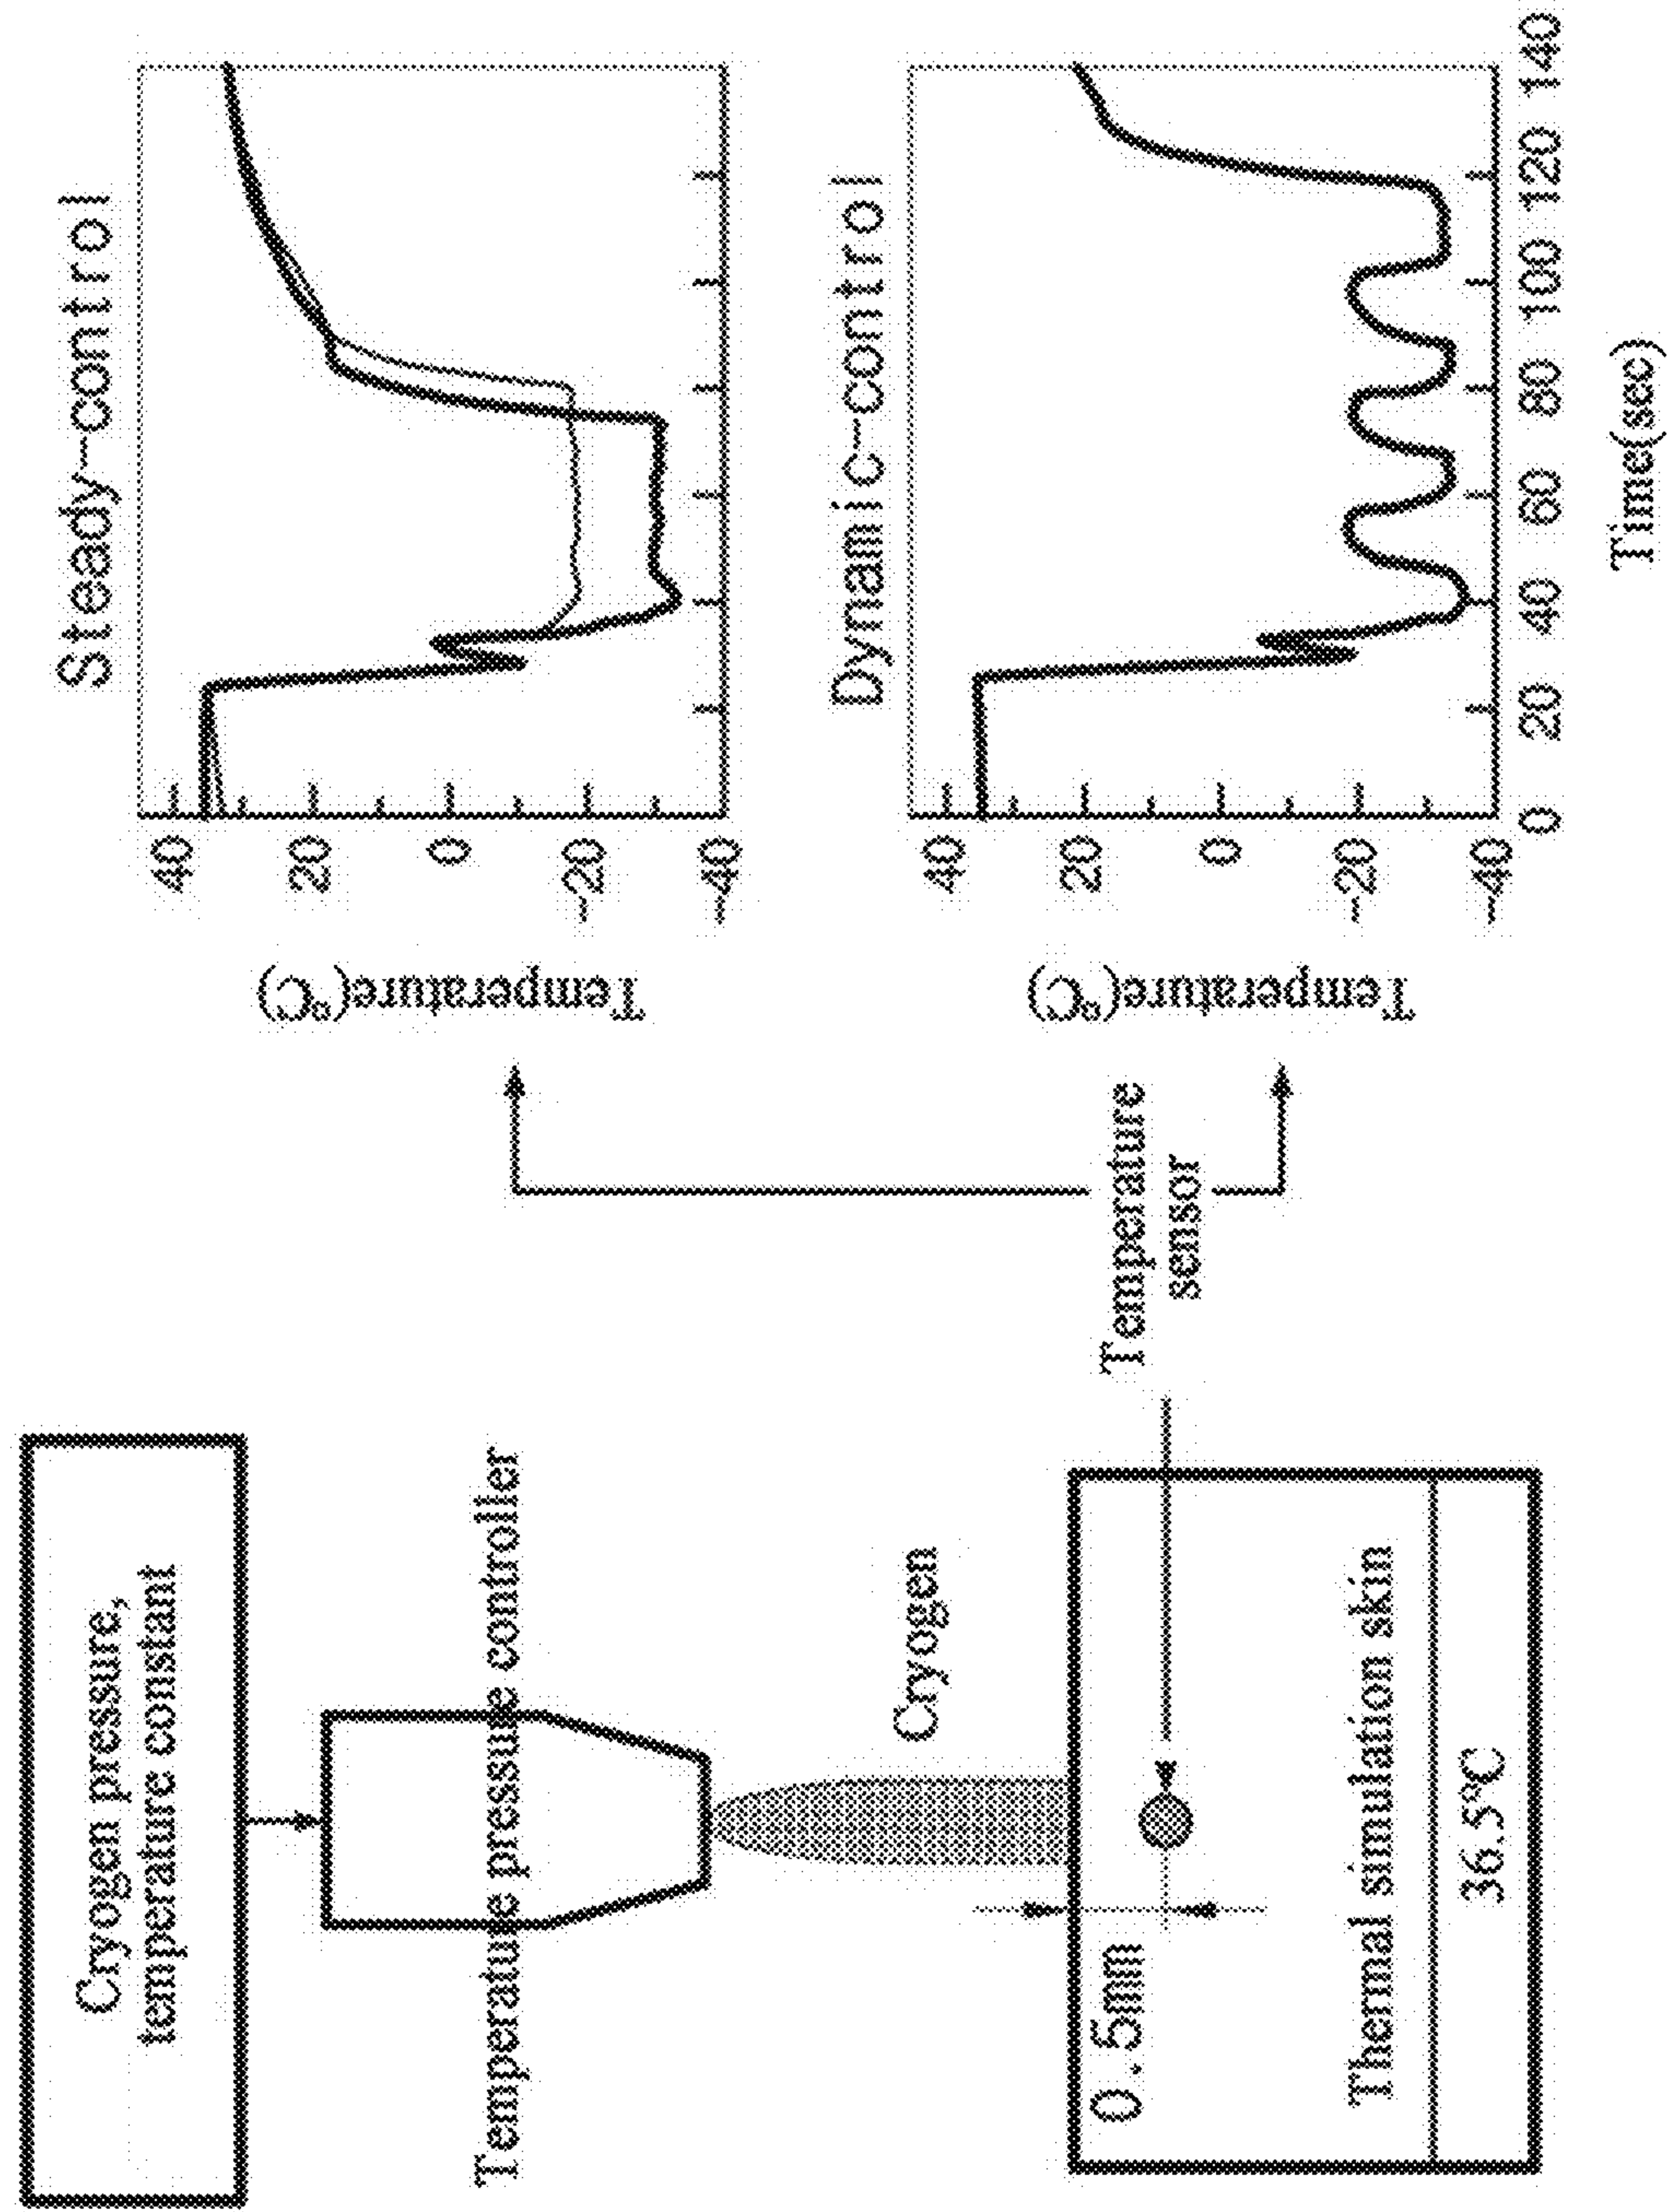 Cryogen pressure,
temperature constant
Temperature pressure controller
Cryogen
0.5mm
Temperature
sensor
Thermal simulation skin
36.5℃
Steady-control
Temperature(℃)
40
20
0
-20
-40
Dynamic-control
Temperature(℃)
40
20
0
-20
-40
0 20 40 60 80 100 120 140
Time(sec)